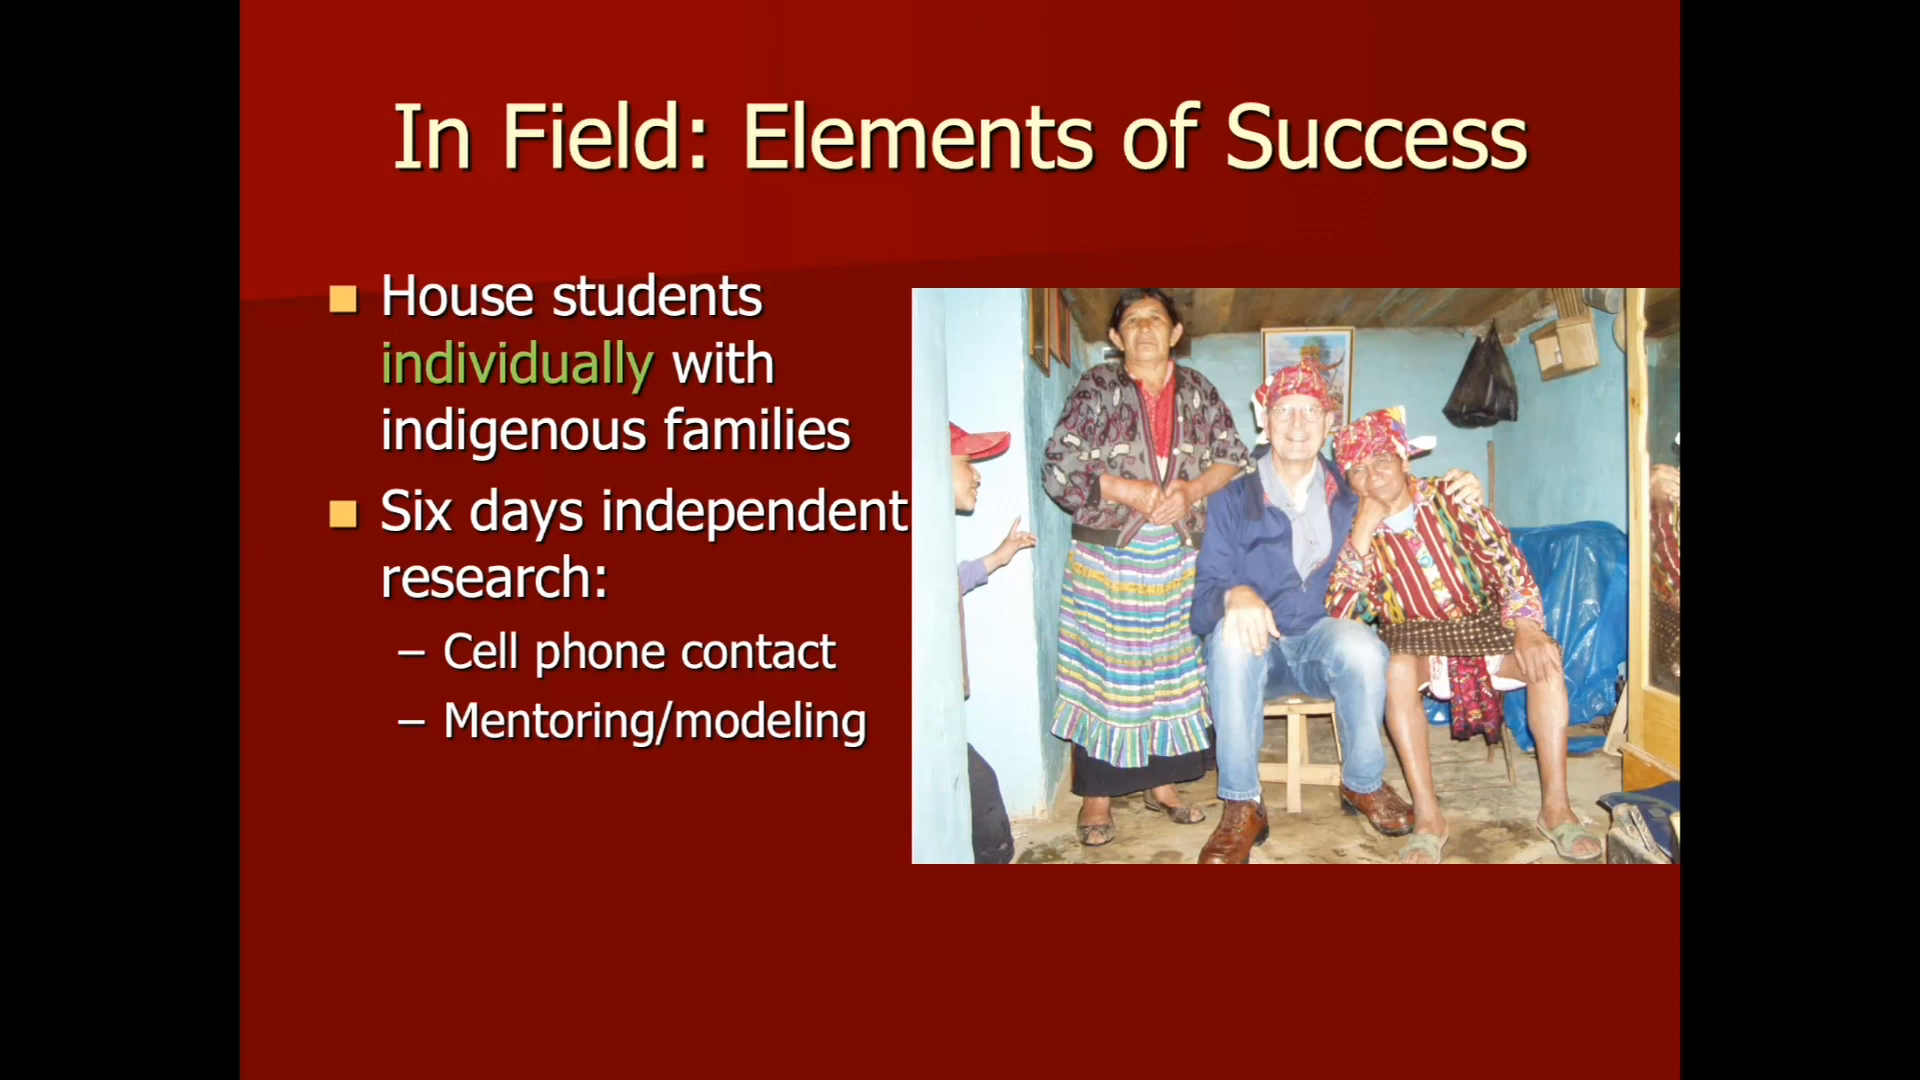 In Field: Elements of Success
House students
individually with
indigenous families
Six days independent
research:
– Cell phone contact
– Mentoring/modeling